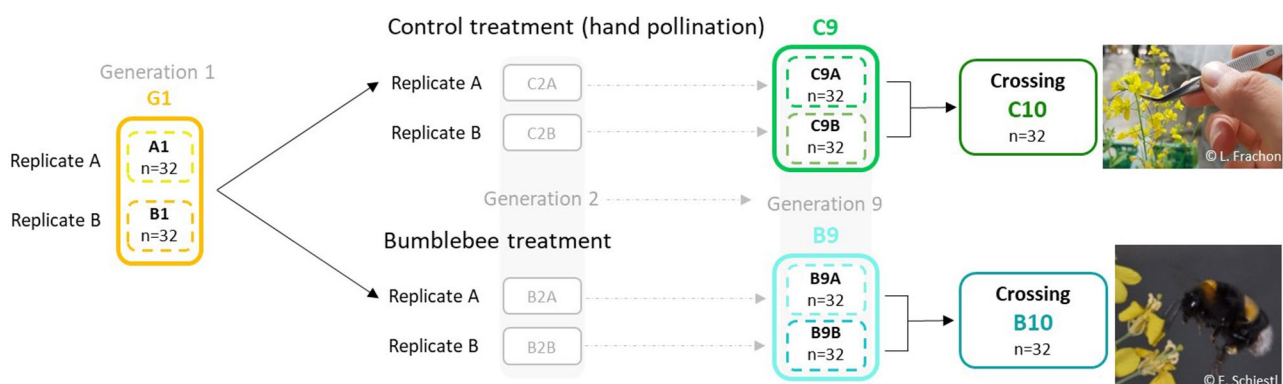 Control treatment (hand pollination)
C9
Generation 1
G1
Replicate A
A1
n=32
Replicate B
B1
n=32
Replicate A
C2A
C9A
n=32
Replicate B
C2B
C9B
n=32
Crossing
C10
n=32
© L. Frachon
Generation 2
Generation 9
Bumblebee treatment
B9
Replicate A
B2A
B9A
n=32
Replicate B
B2B
B9B
n=32
Crossing
B10
n=32
© F. Schiestl